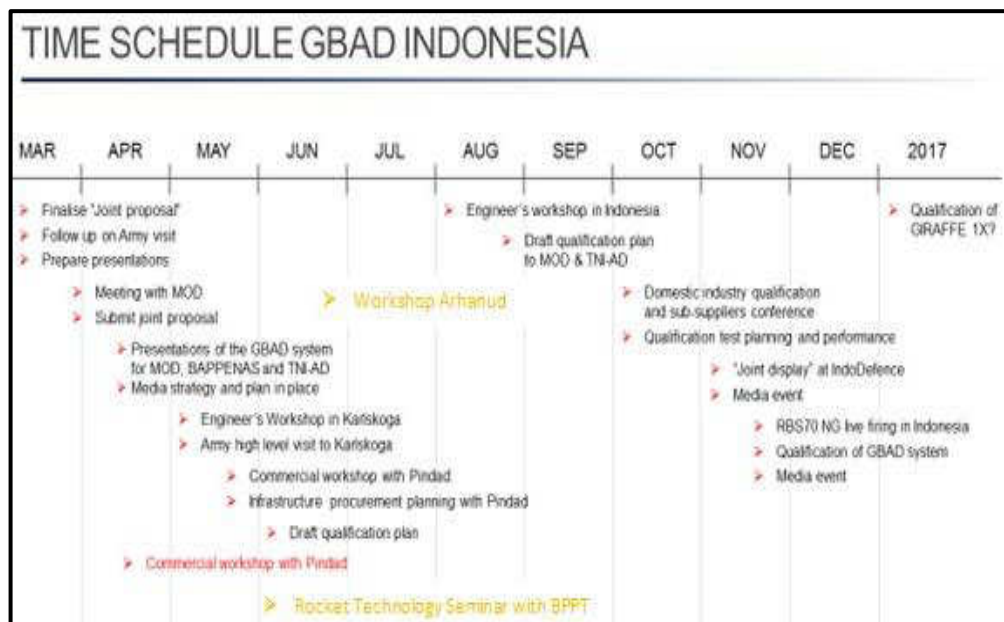 TIME SCHEDULE GBAD INDONESIA
MAR APR MAY JUN JUL AUG SEP OCT NOV DEC 2017
Finalise "Joint proposal"
Follow up on Army visit
Prepare presentations
Meeting with MOD
Submit joint proposal
Presentations of the GBAD system
for MOD, BAPPENAS and TNI-AD
Media strategy and plan in place
Engineer's Workshop in Karlskoga
Army high level visit to Karlskoga
Commercial workshop with Pindad
Infrastructure procurement planning with Pindad
Draft qualification plan
Commercial workshop with Pindad
Rocket Technology Seminar with BPPT
Workshop Arhanud
Engineer's workshop in Indonesia
Draft qualification plan
to MOD & TNI-AD
Domestic industry qualification
and sub-suppliers conference
Qualification test planning and performance
"Joint display" at IndoDefence
Media event
RBS70 NG live firing in Indonesia
Qualification of GBAD system
Media event
Qualification of
GIRAFFE 1X?